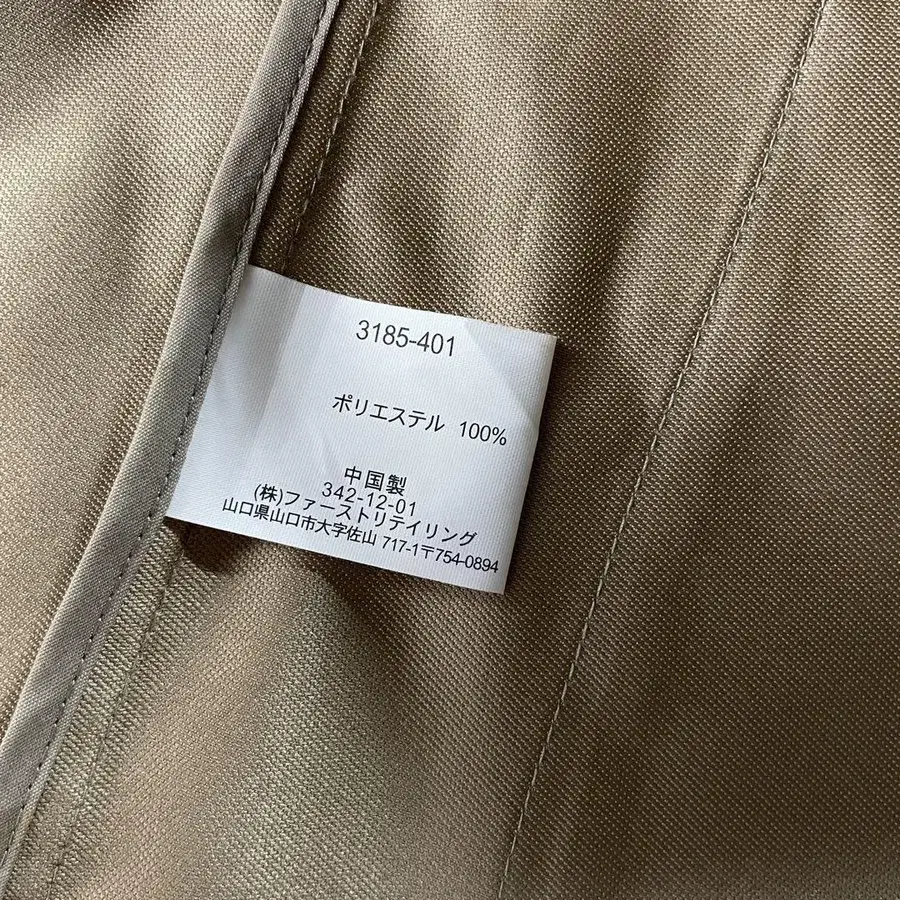 3185-401
ポリエステル 100%
中国製
342-12-01
(株)ファーストリテイリング
山口県山口市大字佐山 717-1〒754-0894